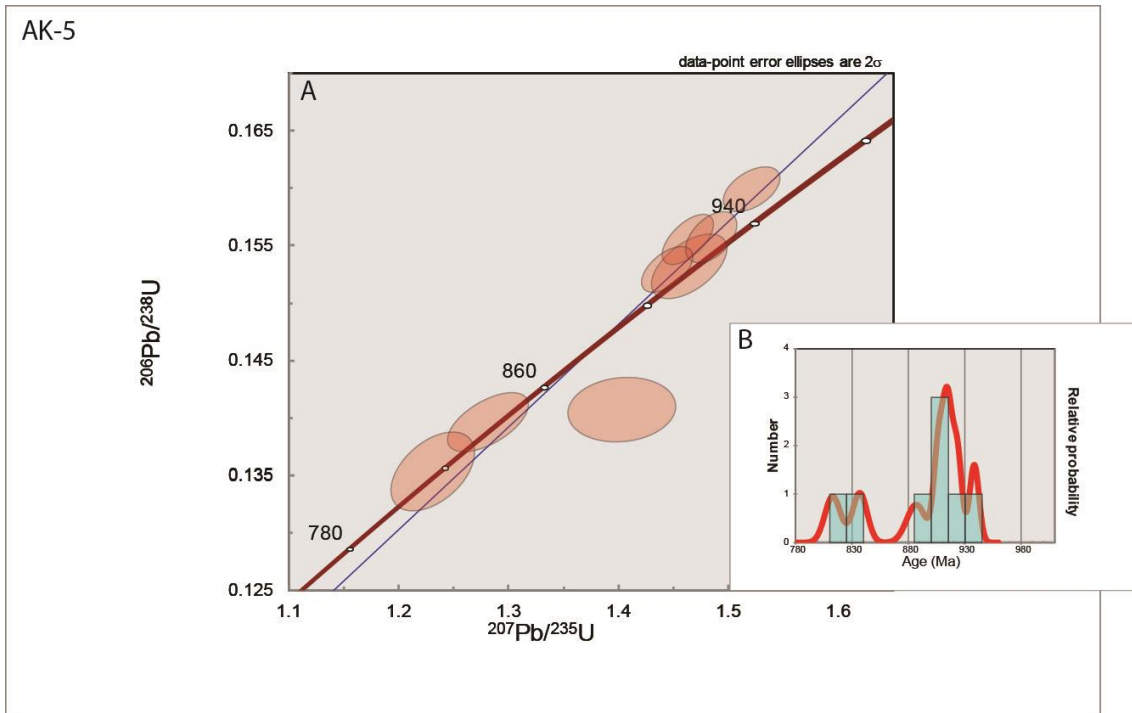 AK-5
data-point error ellipses are 2σ
A
0.165
940
0.155
206Pb/238U
B
4
860
0.145
3
Number
Relative probability
2
0.135
1
780
0
780 830 880 930 980
Age (Ma)
0.125
1.1 1.2 1.3 1.4 1.5 1.6
207Pb/235U